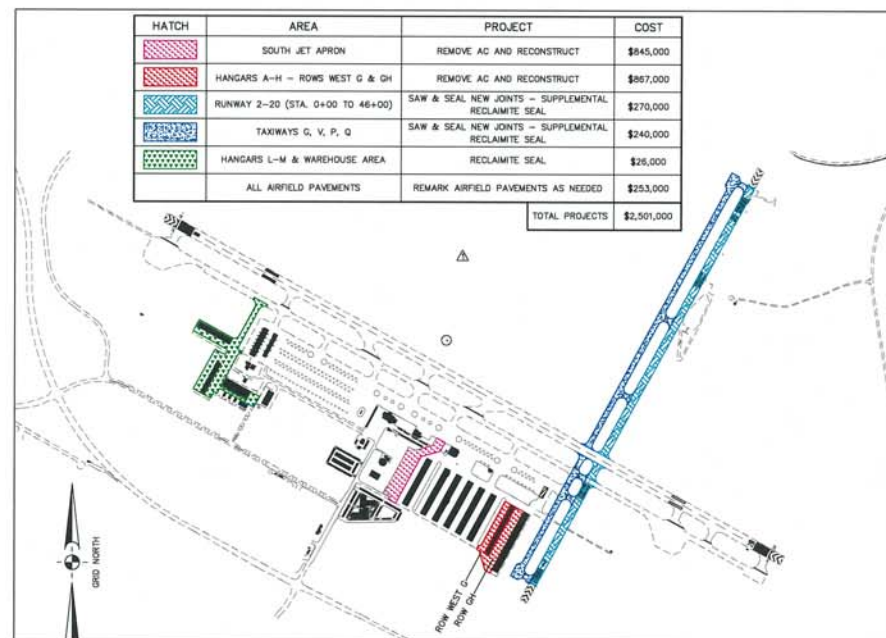 HATCH AREA PROJECT COST
SOUTH JET APRON REMOVE AC AND RECONSTRUCT $845,000
HANGARS A-H - ROWS WEST G & GH REMOVE AC AND RECONSTRUCT $867,000
RUNWAY 2-20 (STA. 0+00 TO 46+00) SAW & SEAL NEW JOINTS - SUPPLEMENTAL RECLAIMITE SEAL $270,000
TAXIWAYS G, V, P, Q SAW & SEAL NEW JOINTS - SUPPLEMENTAL RECLAIMITE SEAL $240,000
HANGARS L-M & WAREHOUSE AREA RECLAIMITE SEAL $26,000
ALL AIRFIELD PAVEMENTS REMARK AIRFIELD PAVEMENTS AS NEEDED $253,000
TOTAL PROJECTS $2,501,000
GRID NORTH
ROW WEST G
ROW GH